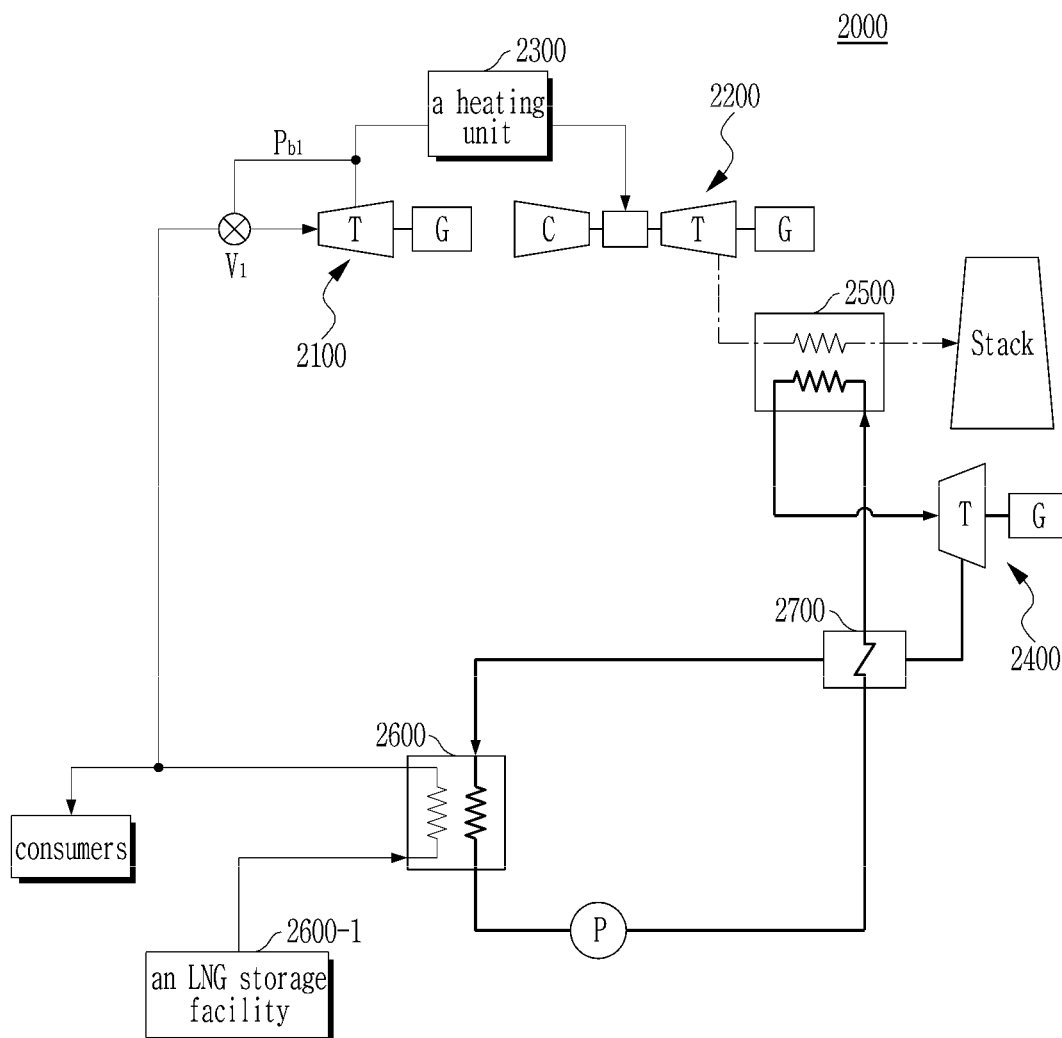 2000
2300
a heating
unit
2200
Pb1
T
G
C
T
G
V1
2100
2500
Stack
T
G
2700
2400
2600
consumers
P
2600-1
an LNG storage
facility